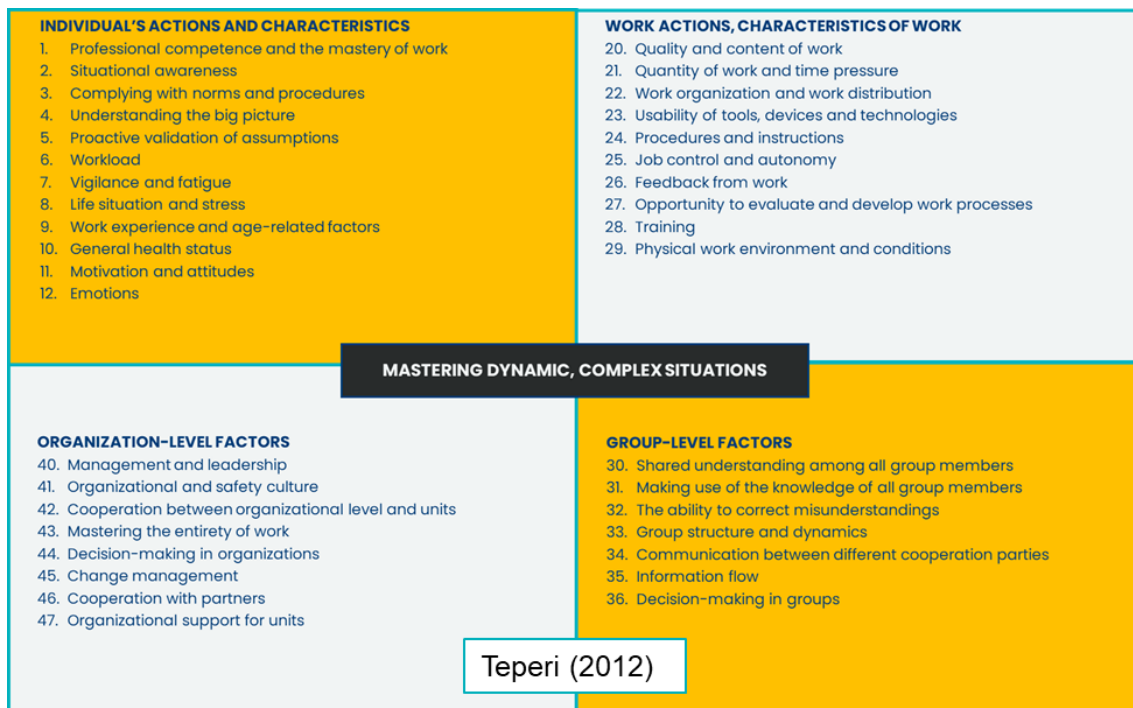 INDIVIDUAL'S ACTIONS AND CHARACTERISTICS
1. Professional competence and the mastery of work
2. Situational awareness
3. Complying with norms and procedures
4. Understanding the big picture
5. Proactive validation of assumptions
6. Workload
7. Vigilance and fatigue
8. Life situation and stress
9. Work experience and age-related factors
10. General health status
11. Motivation and attitudes
12. Emotions
WORK ACTIONS, CHARACTERISTICS OF WORK
20. Quality and content of work
21. Quantity of work and time pressure
22. Work organization and work distribution
23. Usability of tools, devices and technologies
24. Procedures and instructions
25. Job control and autonomy
26. Feedback from work
27. Opportunity to evaluate and develop work processes
28. Training
29. Physical work environment and conditions
MASTERING DYNAMIC, COMPLEX SITUATIONS
ORGANIZATION-LEVEL FACTORS
40. Management and leadership
41. Organizational and safety culture
42. Cooperation between organizational level and units
43. Mastering the entirety of work
44. Decision-making in organizations
45. Change management
46. Cooperation with partners
47. Organizational support for units
GROUP-LEVEL FACTORS
30. Shared understanding among all group members
31. Making use of the knowledge of all group members
32. The ability to correct misunderstandings
33. Group structure and dynamics
34. Communication between different cooperation parties
35. Information flow
36. Decision-making in groups
Teperi (2012)